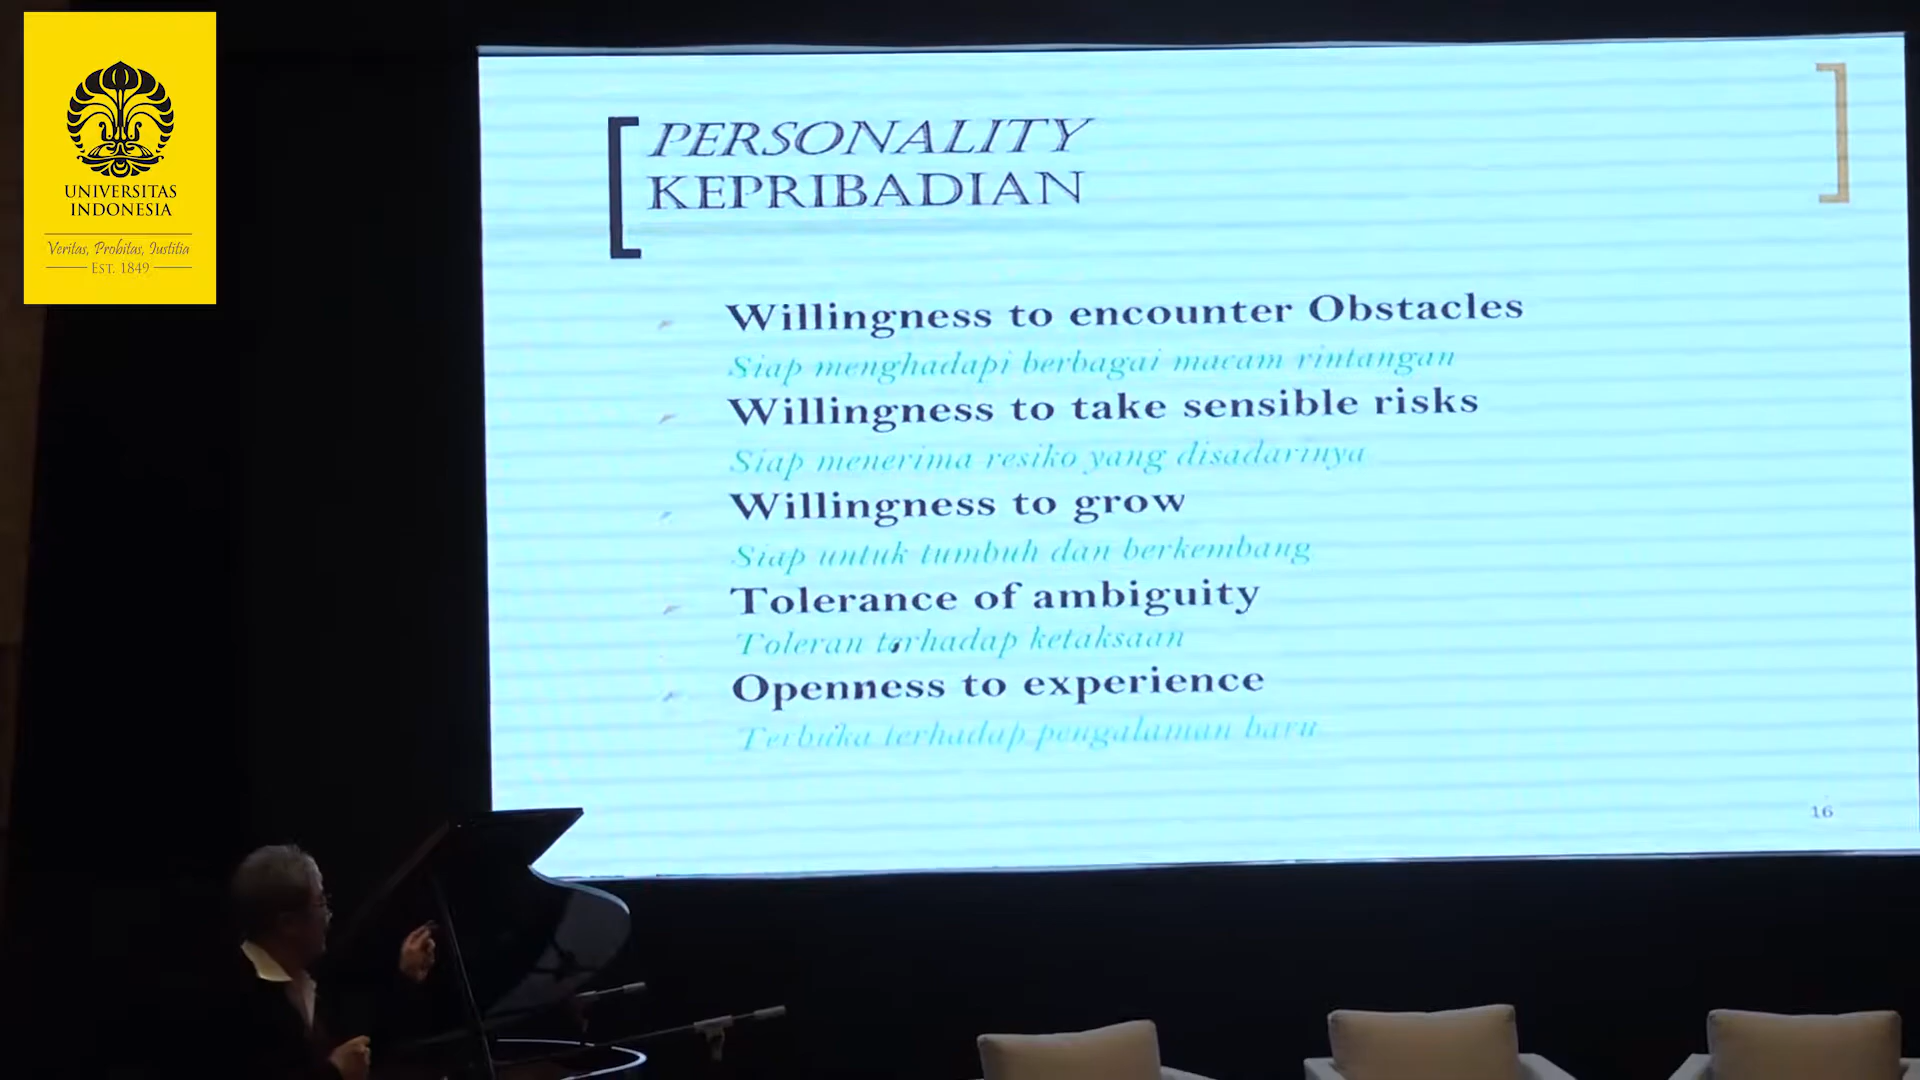 UNIVERSITAS
INDONESIA
Veritas, Probitas, Justitia
EST. 1849
PERSONALITY
KEPRIBADIAN
Willingness to encounter Obstacles
Siap menghadapi berbagai macam rintangan
Willingness to take sensible risks
Siap menerima resiko yang disadarinya
Willingness to grow
Siap untuk tumbuh dan berkembang
Tolerance of ambiguity
Toleran terhadap ketaksaan
Openness to experience
Terbuka terhadap pengalaman baru
16